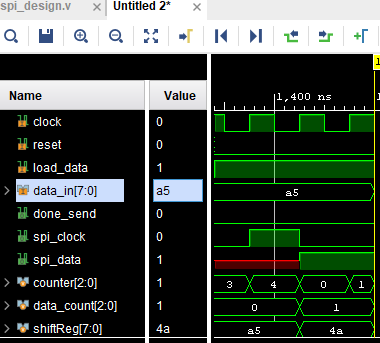 spi_design.v × Untitled 2* ×
Name Value
1,400 ns
clock 0
reset 0
load_data 1
data_in[7:0] a5 a5
done_send 0
spi_clock 0
spi_data 1
counter[2:0] 1 3 4 0 1
data_count[2:0] 1 0 1
shiftReg[7:0] 4a a5 4a